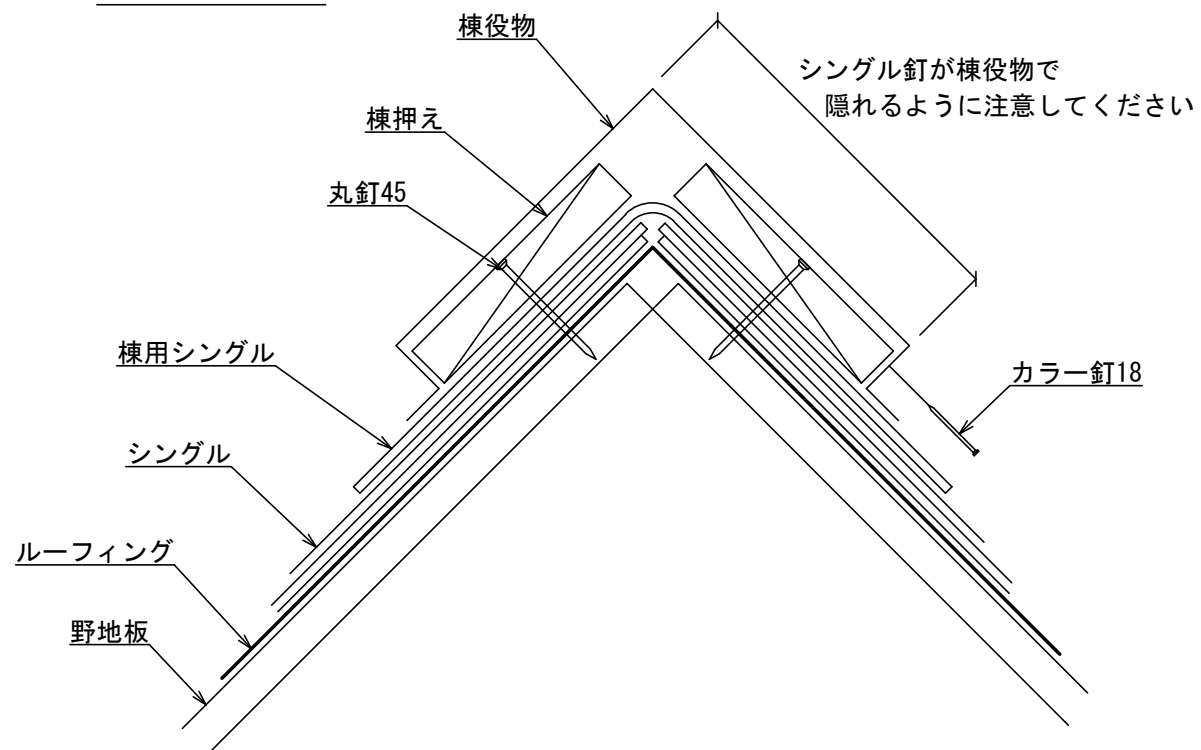 棟役物
シングル釘が棟役物で
隠れるように注意してください
棟押え
丸釘45
棟用シングル
カラー釘18
シングル
ルーフィング
野地板